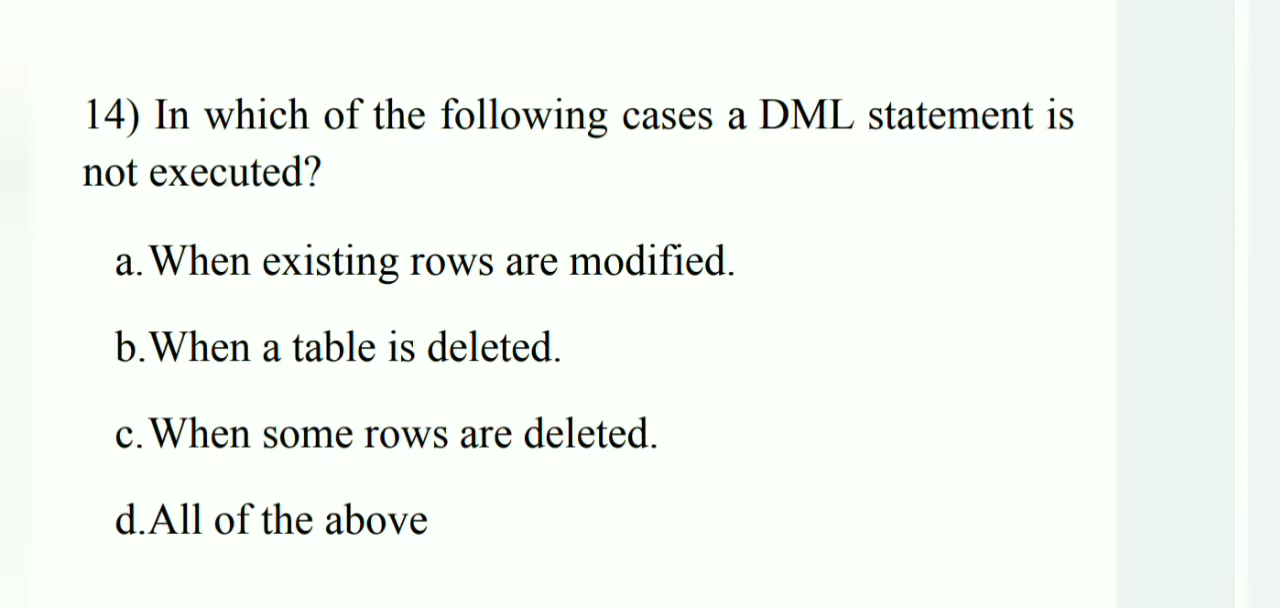 14) In which of the following cases a DML statement is
not executed?
a. When existing rows are modified.
b.When a table is deleted.
c. When some rows are deleted.
d.All of the above